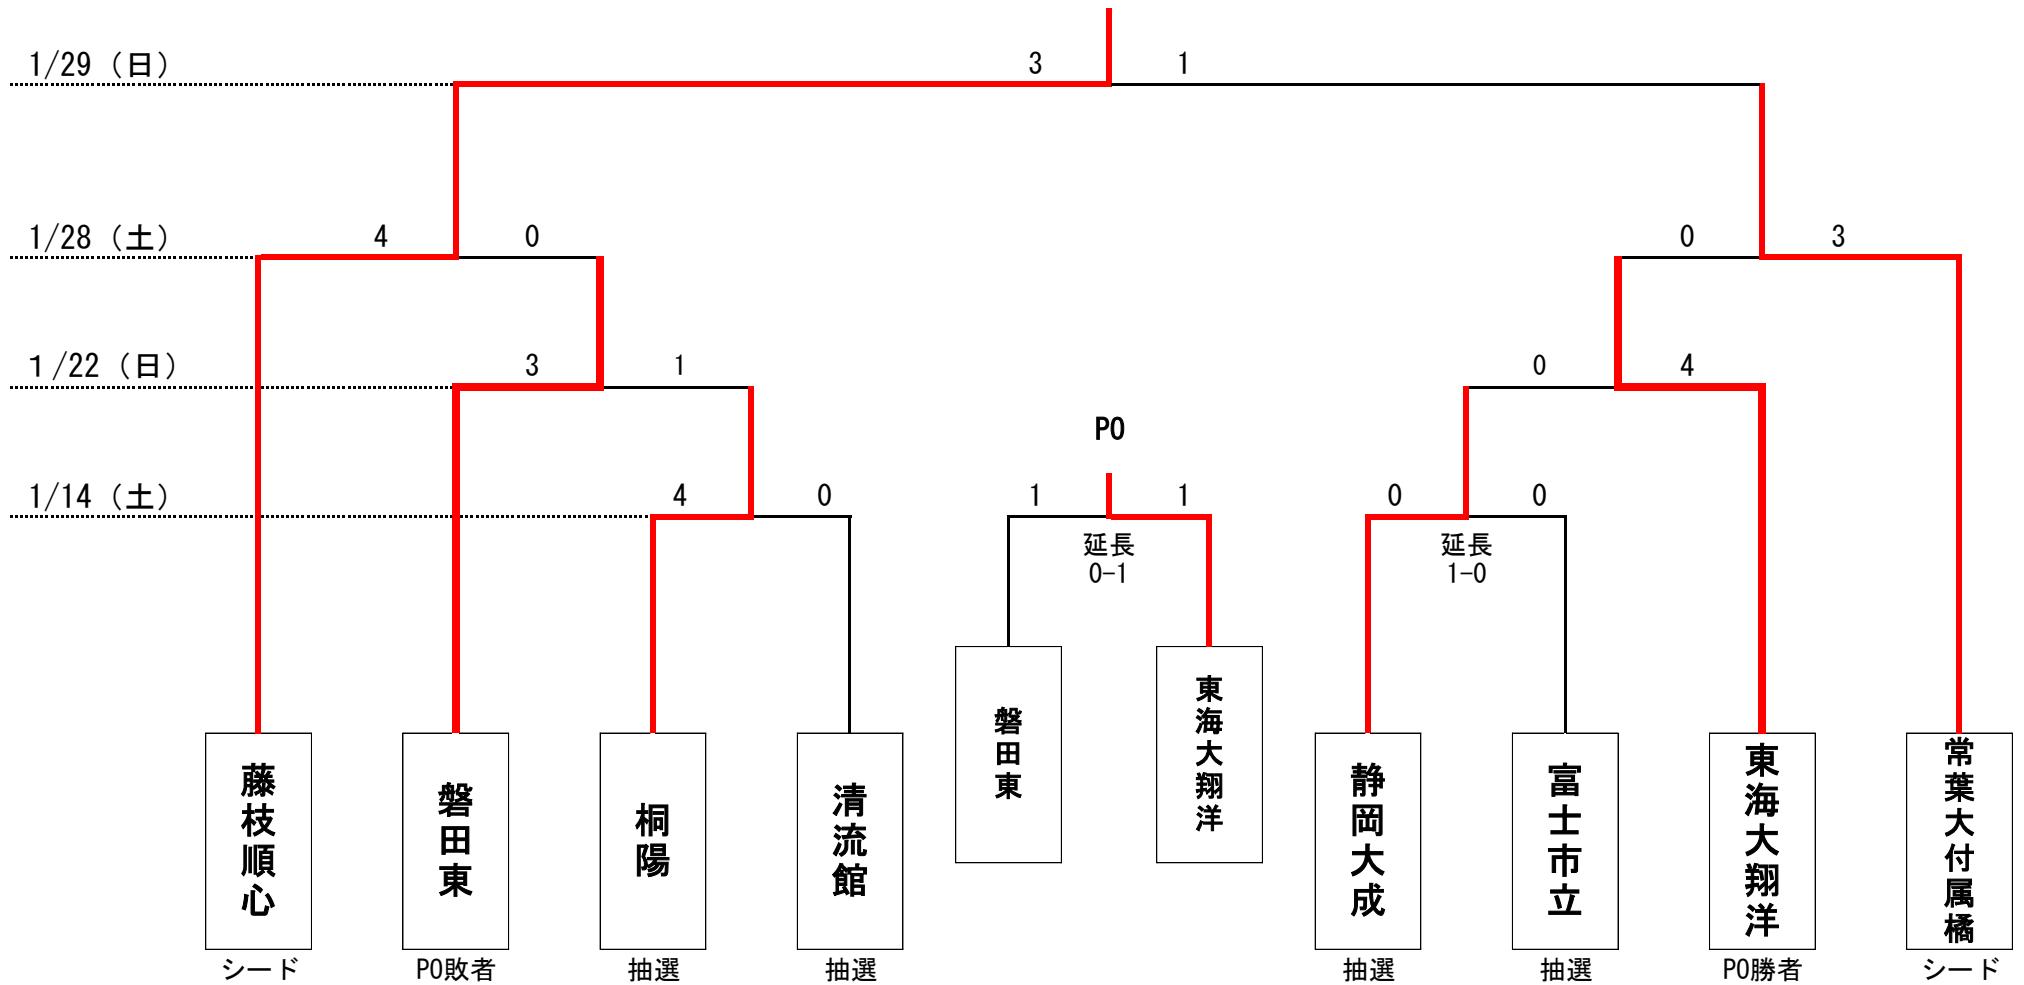 3 1
1/29（日）
1/28（土） 4 0 0 3
１/22（日） 3 1 0 4
PO
1/14（土） 4 0 1 1 0 0
延長 延長
0-1 1-0
藤枝順心
磐田東
桐陽
清流館
磐田東
東海大翔洋
静岡大成
富士市立
東海大翔洋
常葉大付属橘
シード PO敗者 抽選 抽選 抽選 抽選 PO勝者 シード